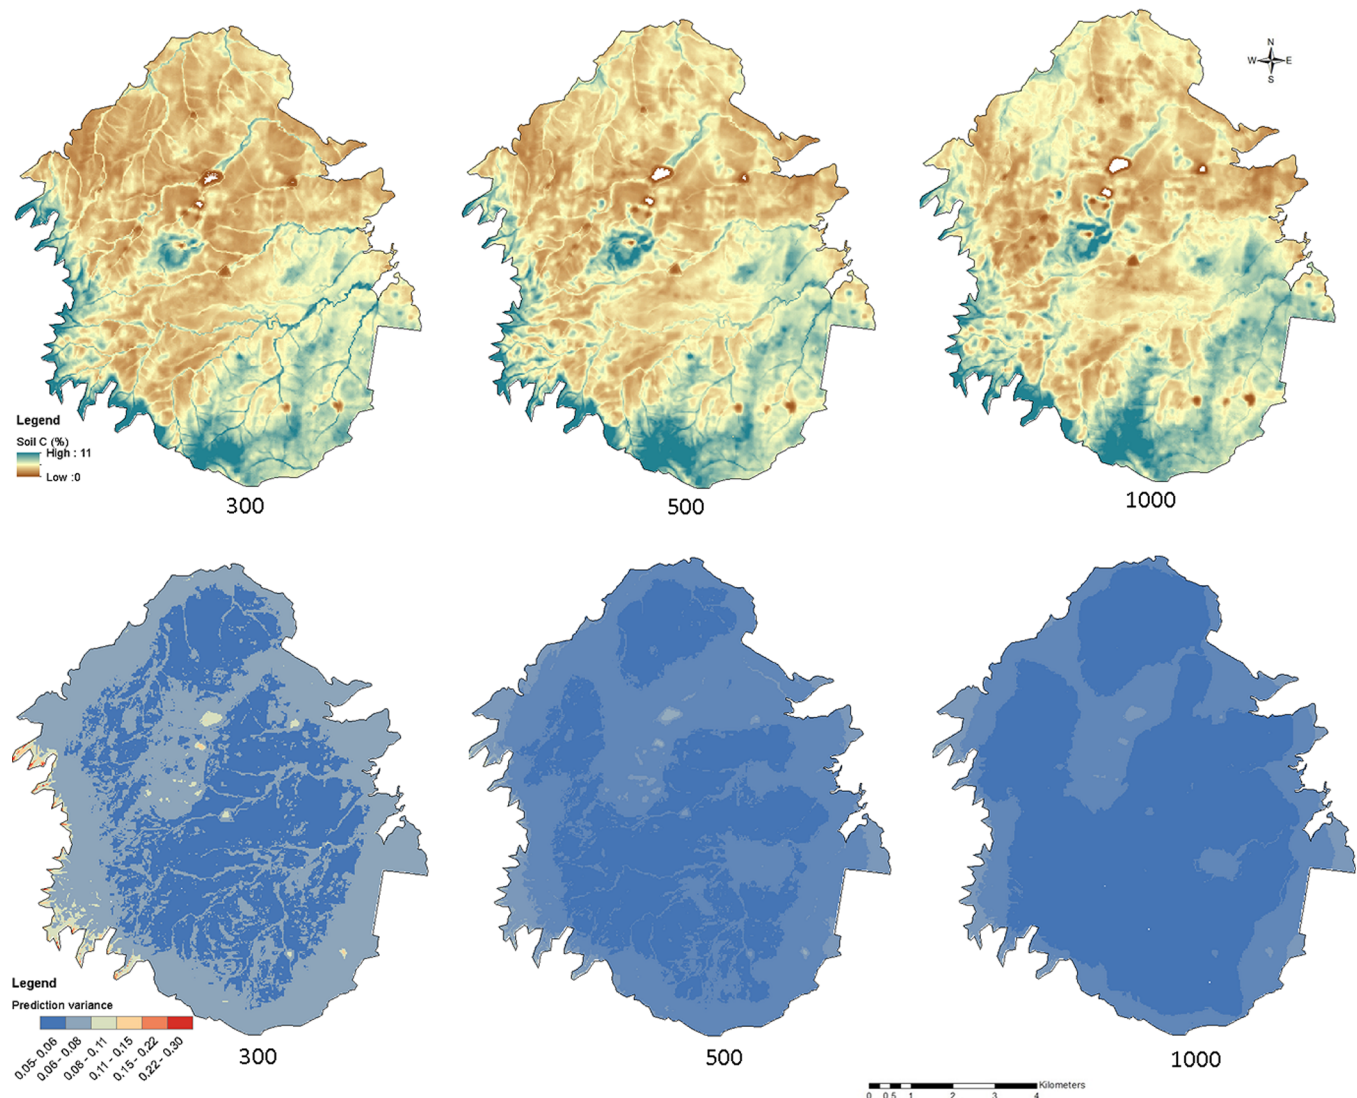 N
W E
S
Legend
Soil C (%)
High : 11
Low :0
300
500
1000
Legend
Prediction variance
0.05- 0.06
0.06 - 0.08
0.08 - 0.11
0.11 - 0.15
0.15 - 0.22
0.22 - 0.30
300
500
1000
Kilometers
0 0.5 1 2 3 4